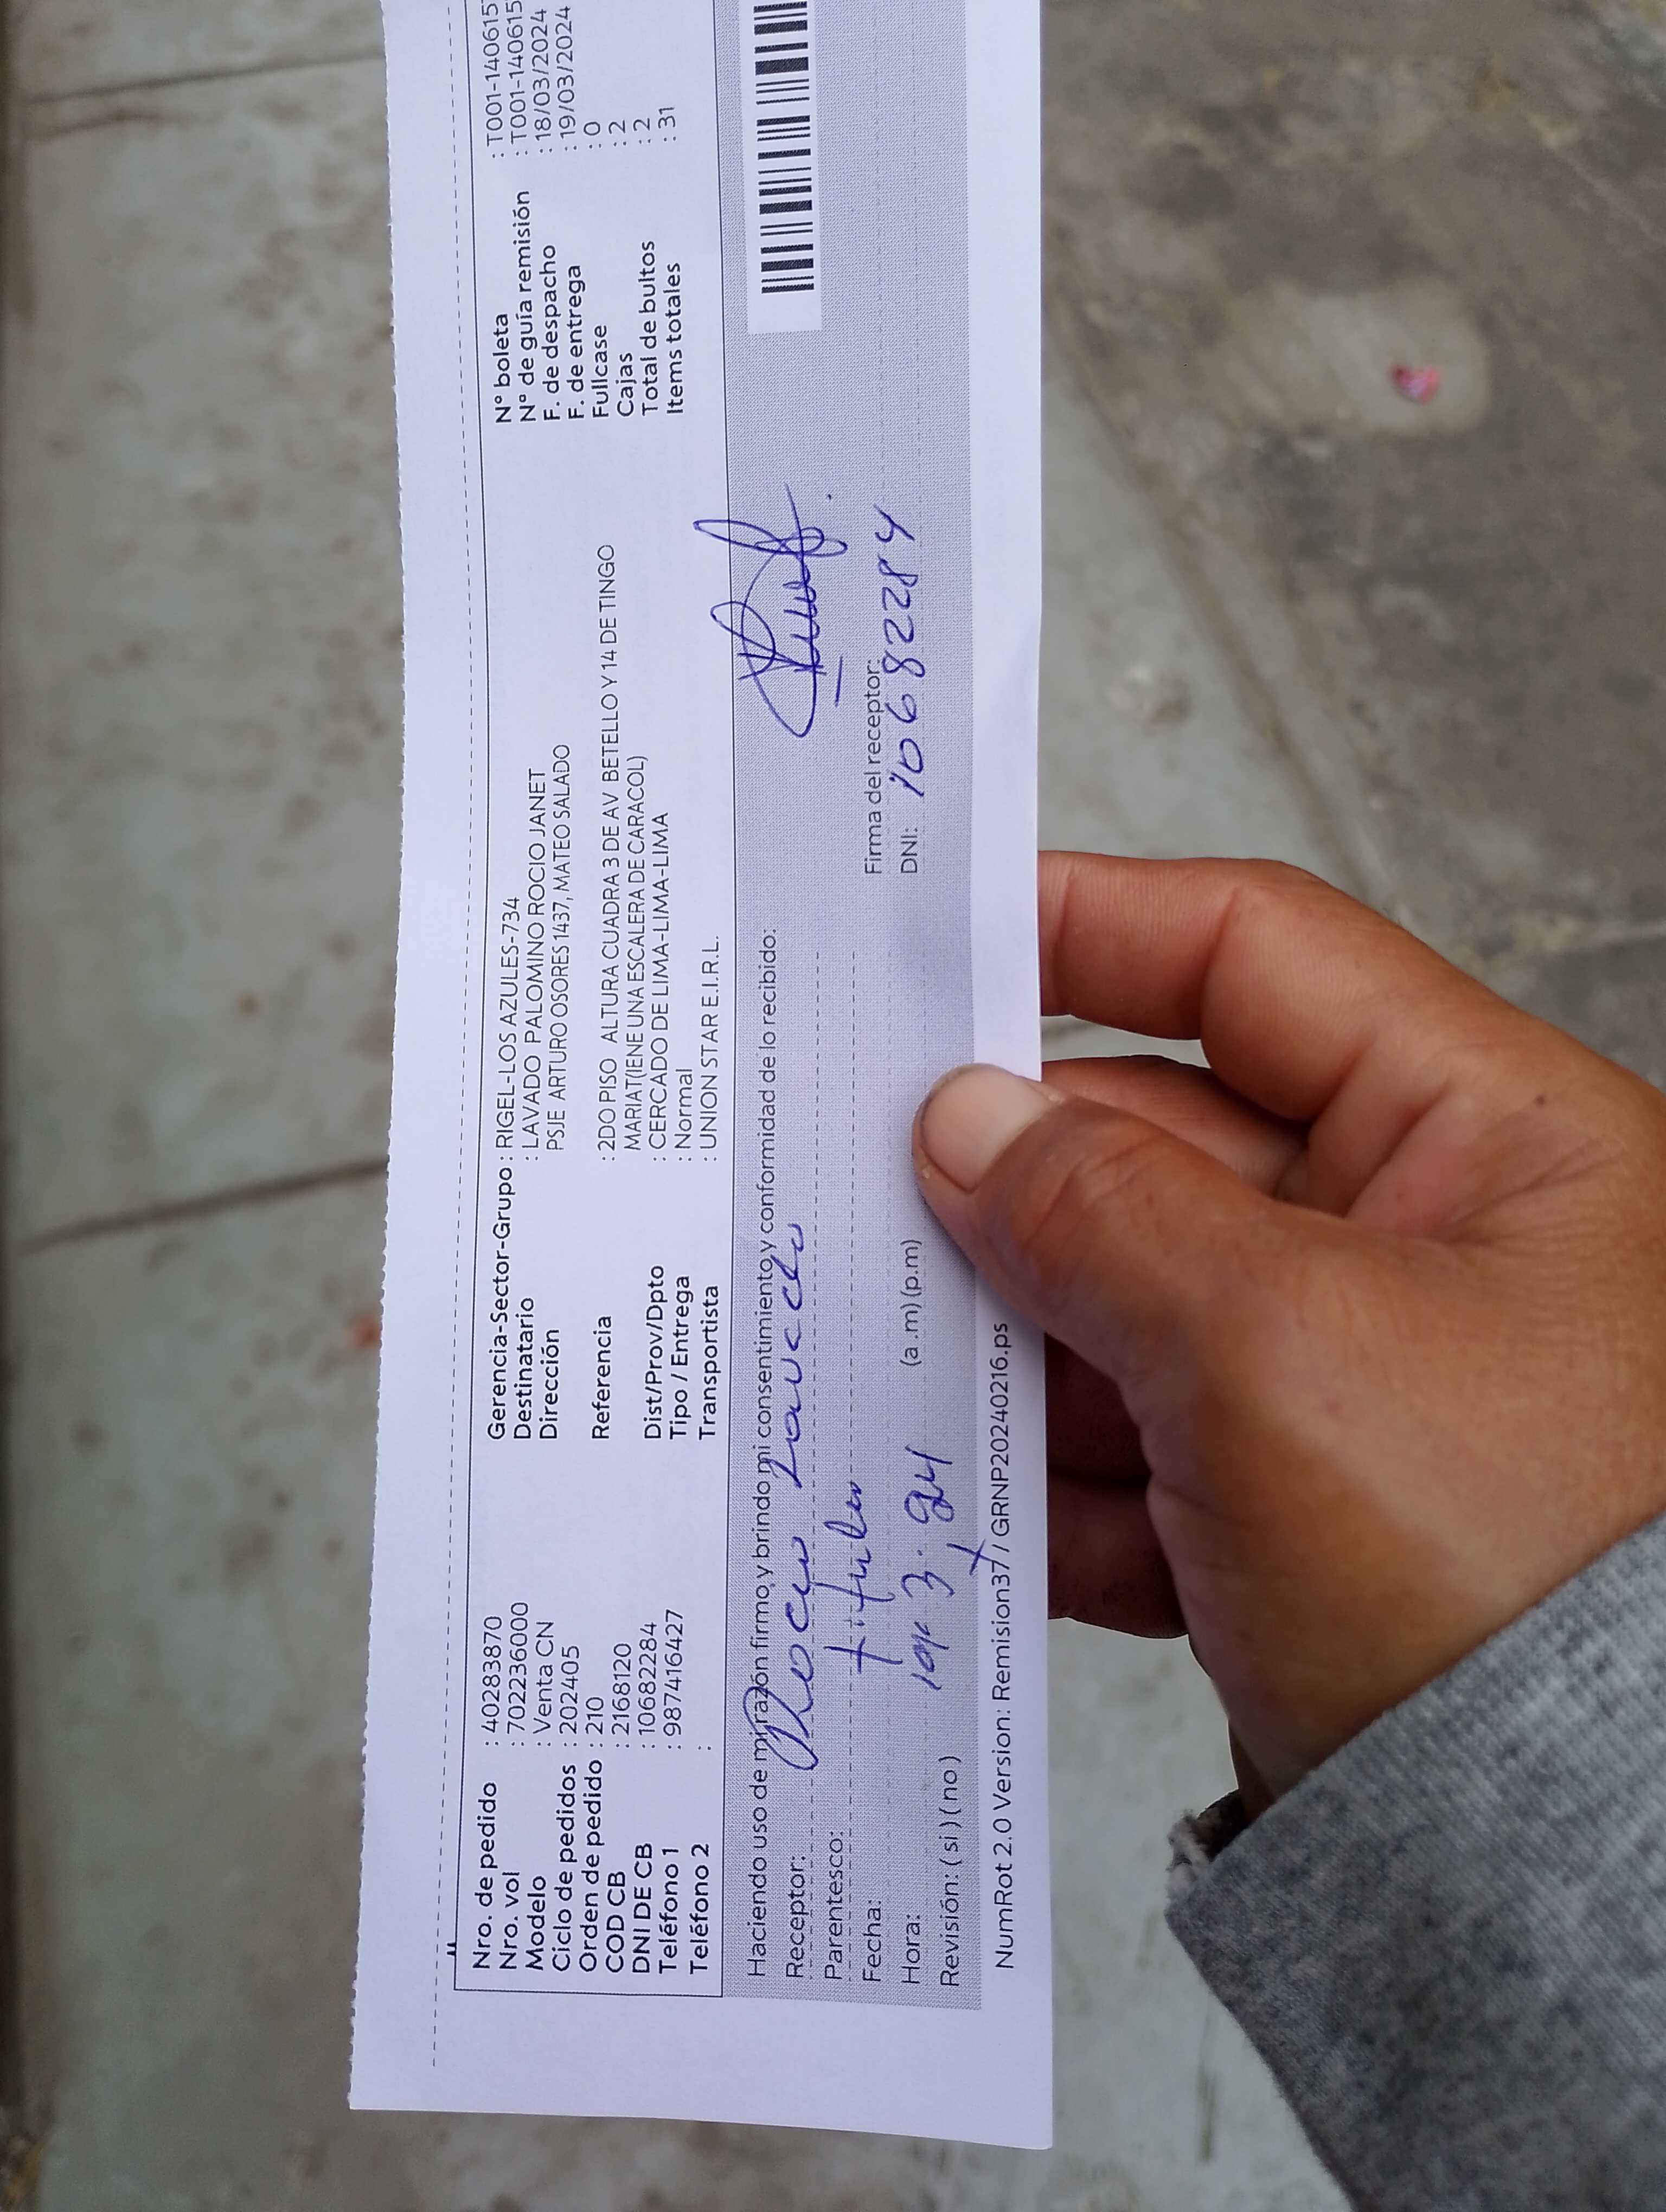 Nro. de pedido : 40283870
Nro. vol : 702236000
Modelo : Venta CN
Ciclo de pedidos : 202405
Orden de pedido : 210
COD CB : 2168120
DNI DE CB : 10682284
Teléfono 1 : 987416427
Teléfono 2 :
Gerencia-Sector-Grupo : RIGEL-LOS AZULES-734
Destinatario : LAVADO PALOMINO ROCIO JANET
Dirección PSJE ARTURO OSORES 1437, MATEO SALADO
Referencia : 2DO PISO ALTURA CUADRA 3 DE AV BETELLO Y 14 DE TINGO
MARIAT(IENE UNA ESCALERA DE CARACOL)
Dist/Prov/Dpto : CERCADO DE LIMA-LIMA-LIMA
Tipo / Entrega : Normal
Transportista : UNION STAR E.I.R.L.
N° boleta : T001-140615
N° de guía remisión : T001-140615
F. de despacho : 18/03/2024
F. de entrega : 19/03/2024
Fullcase : 0
Cajas : 2
Total de bultos : 2
Items totales : 31
Haciendo uso de mi razón firmo y brindo mi consentimiento y conformidad de lo recibido:
Receptor: Rocio Lavado
Parentesco: titular
Fecha: 19. 3. 24
Hora: (a .m) (p.m)
Revisión: ( si ) ( no )
Firma del receptor:
DNI: 10682284
NumRot 2.0 Version: Remision37 / GRNP20240216.ps